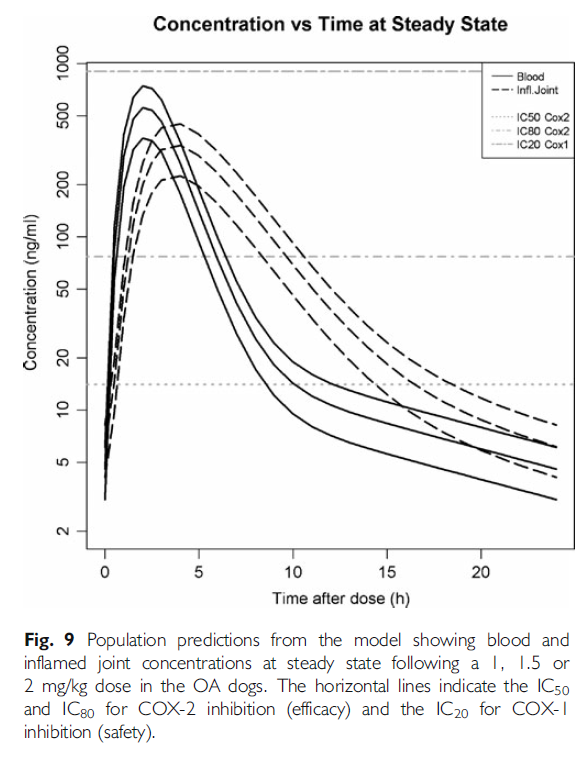 Concentration vs Time at Steady State
Concentration (ng/ml)
1000
500
200
100
50
20
10
5
2
Blood
Infl.Joint
IC50 Cox2
IC80 Cox2
IC20 Cox1
0 5 10 15 20
Time after dose (h)
Fig. 9 Population predictions from the model showing blood and
inflamed joint concentrations at steady state following a 1, 1.5 or
2 mg/kg dose in the OA dogs. The horizontal lines indicate the IC50
and IC80 for COX-2 inhibition (efficacy) and the IC20 for COX-1
inhibition (safety).